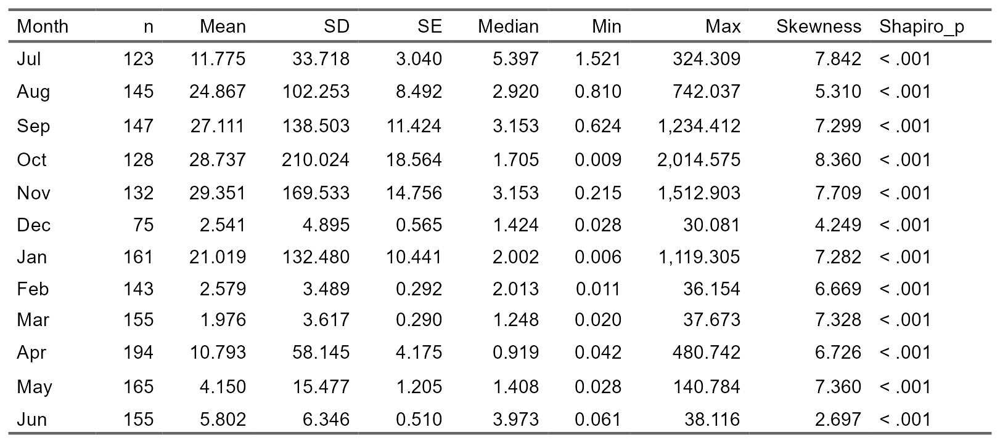 Month n Mean SD SE Median Min Max Skewness Shapiro_p
Jul 123 11.775 33.718 3.040 5.397 1.521 324.309 7.842 < .001
Aug 145 24.867 102.253 8.492 2.920 0.810 742.037 5.310 < .001
Sep 147 27.111 138.503 11.424 3.153 0.624 1,234.412 7.299 < .001
Oct 128 28.737 210.024 18.564 1.705 0.009 2,014.575 8.360 < .001
Nov 132 29.351 169.533 14.756 3.153 0.215 1,512.903 7.709 < .001
Dec 75 2.541 4.895 0.565 1.424 0.028 30.081 4.249 < .001
Jan 161 21.019 132.480 10.441 2.002 0.006 1,119.305 7.282 < .001
Feb 143 2.579 3.489 0.292 2.013 0.011 36.154 6.669 < .001
Mar 155 1.976 3.617 0.290 1.248 0.020 37.673 7.328 < .001
Apr 194 10.793 58.145 4.175 0.919 0.042 480.742 6.726 < .001
May 165 4.150 15.477 1.205 1.408 0.028 140.784 7.360 < .001
Jun 155 5.802 6.346 0.510 3.973 0.061 38.116 2.697 < .001